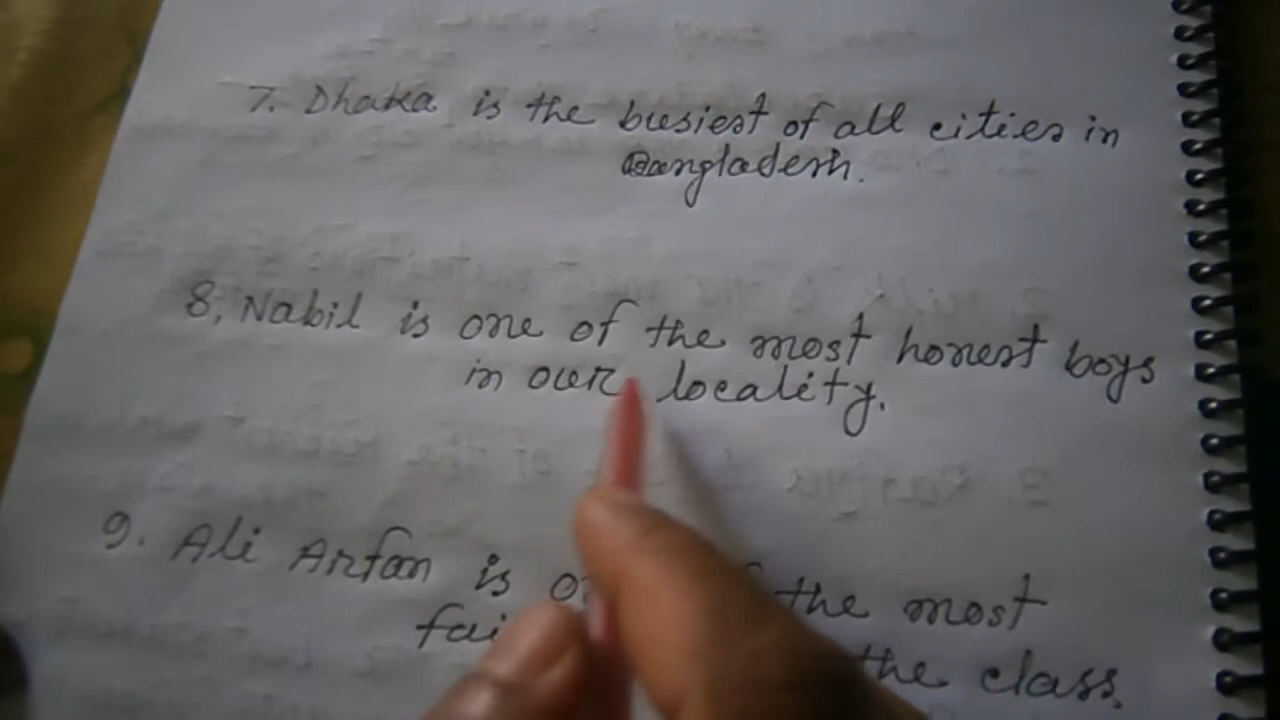 7. Dhaka is the busiest of all cities in
Bangladesh.
8, Nabil is one of the most honest boys
in our locality.
9. Ali Arfan is the most
the class.